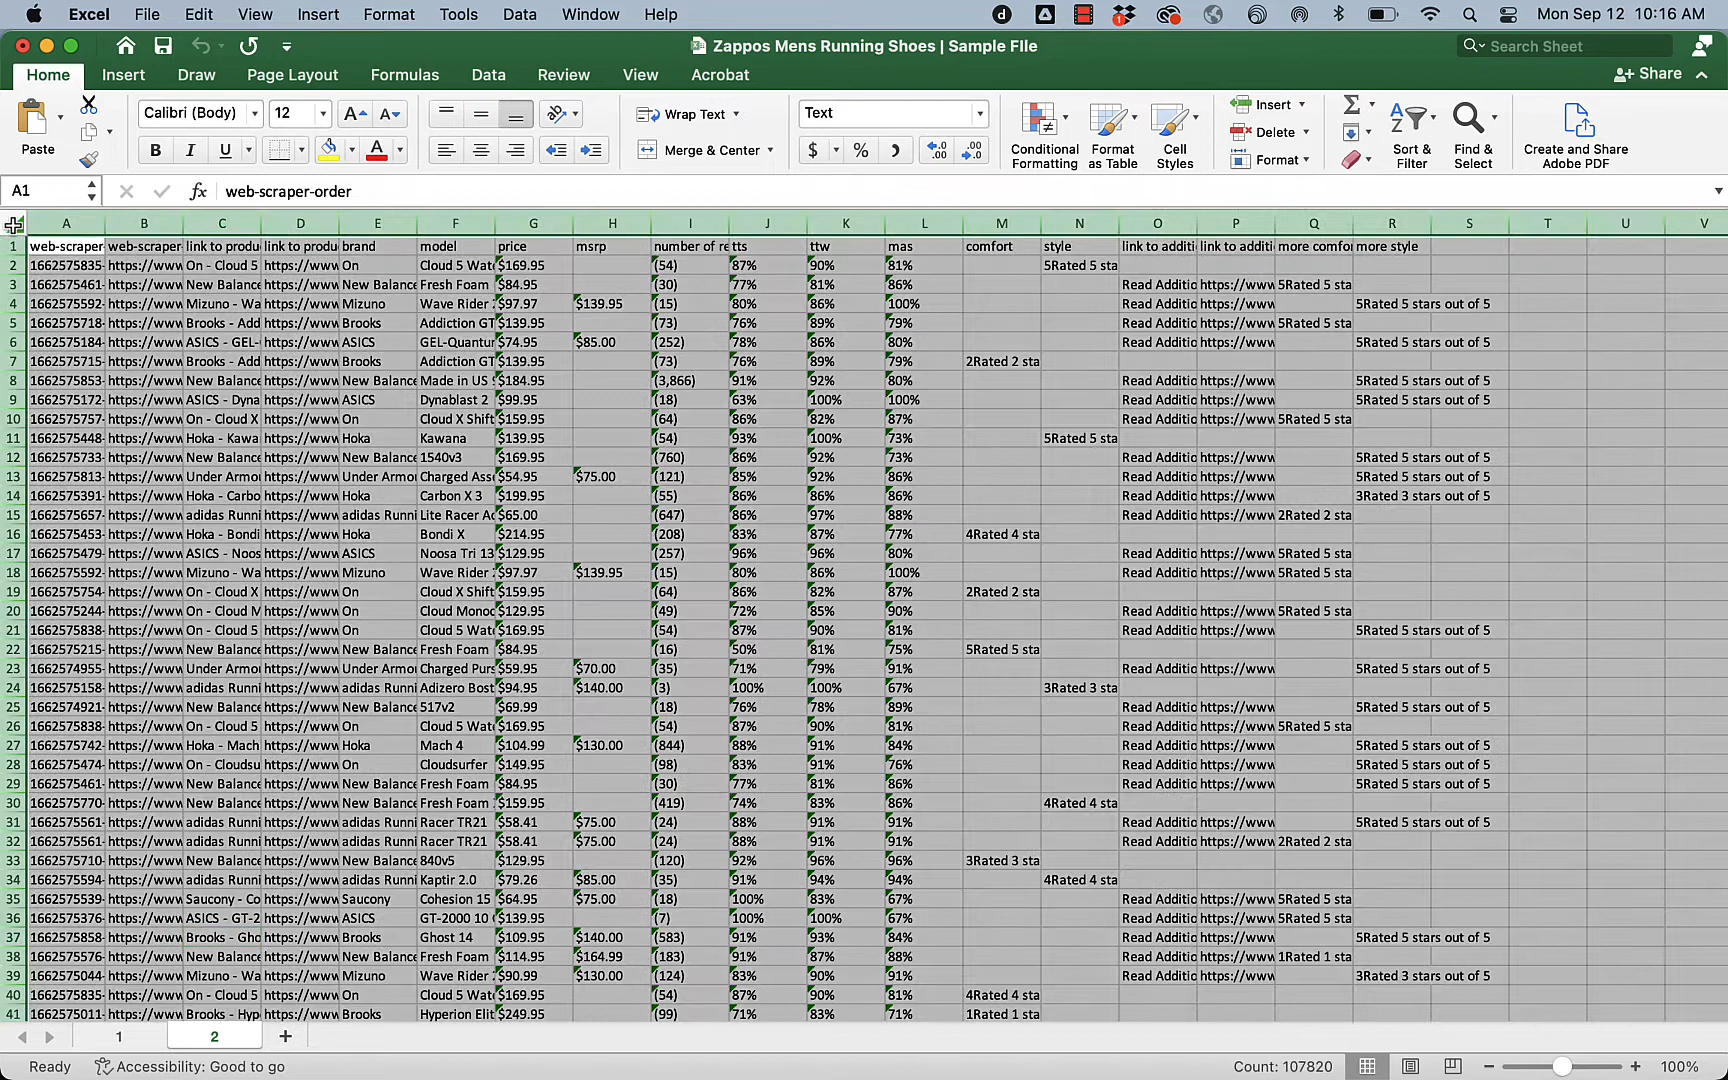 Excel File Edit View Insert Format Tools Data Window Help Mon Sep 12 10:16 AM
Zappos Mens Running Shoes | Sample FIle Search Sheet
Home Insert Draw Page Layout Formulas Data Review View Acrobat Share
Calibri (Body) 12 Wrap Text Text Insert
Delete
Paste Merge & Center Conditional Formatting Format as Table Cell Styles Format Sort & Filter Find & Select Create and Share Adobe PDF
A1 fx web-scraper-order
A B C D E F G H I J K L M N O P Q R S T U V
1 web-scraper- web-scraper- link to produ link to produ brand model price msrp number of re tts ttw mas comfort style link to additi link to additi more comfor more style
2 1662575835- https://www On - Cloud 5 https://www On Cloud 5 Wate $169.95 (54) 87% 90% 81% 5Rated 5 sta
3 1662575461- https://www New Balance https://www New Balance Fresh Foam $84.95 (30) 77% 81% 86% Read Additio https://www 5Rated 5 sta
4 1662575592- https://www Mizuno - Wa https://www Mizuno Wave Rider $97.97 $139.95 (15) 80% 86% 100% Read Additio https://www 5Rated 5 stars out of 5
5 1662575718- https://www Brooks - Add https://www Brooks Addiction GT $139.95 (73) 76% 89% 79% Read Additio https://www 5Rated 5 sta
6 1662575184- https://www ASICS - GEL- https://www ASICS GEL-Quantum $74.95 $85.00 (252) 78% 86% 80% Read Additio https://www 5Rated 5 stars out of 5
7 1662575715- https://www Brooks - Add https://www Brooks Addiction GT $139.95 (73) 76% 89% 79% 2Rated 2 sta
8 1662575853- https://www New Balance https://www New Balance Made in US $184.95 (3,866) 91% 92% 80% Read Additio https://www 5Rated 5 stars out of 5
9 1662575172- https://www ASICS - Dyna https://www ASICS Dynablast 2 $99.95 (18) 63% 100% 100% Read Additio https://www 5Rated 5 stars out of 5
10 1662575757- https://www On - Cloud X https://www On Cloud X Shift $159.95 (64) 86% 82% 87% Read Additio https://www 5Rated 5 sta
11 1662575448- https://www Hoka - Kawa https://www Hoka Kawana $139.95 (54) 93% 100% 73% 5Rated 5 sta
12 1662575733- https://www New Balance https://www New Balance 1540v3 $169.95 (760) 86% 92% 73% Read Additio https://www 5Rated 5 stars out of 5
13 1662575813- https://www Under Armou https://www Under Armou Charged Ass $54.95 $75.00 (121) 85% 92% 86% Read Additio https://www 5Rated 5 stars out of 5
14 1662575391- https://www Hoka - Carbo https://www Hoka Carbon X 3 $199.95 (55) 86% 86% 86% Read Additio https://www 3Rated 3 stars out of 5
15 1662575657- https://www adidas Runni https://www adidas Runni Lite Racer Ad $65.00 (647) 86% 97% 88% Read Additio https://www 2Rated 2 sta
16 1662575453- https://www Hoka - Bondi https://www Hoka Bondi X $214.95 (208) 83% 87% 77% 4Rated 4 sta
17 1662575479- https://www ASICS - Noos https://www ASICS Noosa Tri 13 $129.95 (257) 96% 96% 80% Read Additio https://www 5Rated 5 sta
18 1662575592- https://www Mizuno - Wa https://www Mizuno Wave Rider $97.97 $139.95 (15) 80% 86% 100% Read Additio https://www 5Rated 5 sta
19 1662575754- https://www On - Cloud X https://www On Cloud X Shift $159.95 (64) 86% 82% 87% 2Rated 2 sta
20 1662575244- https://www On - Cloud M https://www On Cloud Monoc $129.95 (49) 72% 85% 90% Read Additio https://www 5Rated 5 sta
21 1662575838- https://www On - Cloud 5 https://www On Cloud 5 Wate $169.95 (54) 87% 90% 81% Read Additio https://www 5Rated 5 stars out of 5
22 1662575215- https://www New Balance https://www New Balance Fresh Foam $84.95 (16) 50% 81% 75% 5Rated 5 sta
23 1662574955- https://www Under Armou https://www Under Armou Charged Purs $59.95 $70.00 (35) 71% 79% 91% Read Additio https://www 5Rated 5 stars out of 5
24 1662575158- https://www adidas Runni https://www adidas Runni Adizero Bost $94.95 $140.00 (3) 100% 100% 67% 3Rated 3 sta
25 1662574921- https://www New Balance https://www New Balance 517v2 $69.99 (18) 76% 78% 89% Read Additio https://www 5Rated 5 stars out of 5
26 1662575838- https://www On - Cloud 5 https://www On Cloud 5 Wate $169.95 (54) 87% 90% 81% Read Additio https://www 5Rated 5 sta
27 1662575742- https://www Hoka - Mach https://www Hoka Mach 4 $104.99 $130.00 (844) 88% 91% 84% Read Additio https://www 5Rated 5 stars out of 5
28 1662575474- https://www On - Cloudsu https://www On Cloudsurfer $149.95 (98) 83% 91% 76% Read Additio https://www 5Rated 5 stars out of 5
29 1662575461- https://www New Balance https://www New Balance Fresh Foam $84.95 (30) 77% 81% 86% Read Additio https://www 5Rated 5 stars out of 5
30 1662575770- https://www New Balance https://www New Balance Fresh Foam $159.95 (419) 74% 83% 86% 4Rated 4 sta
31 1662575561- https://www adidas Runni https://www adidas Runni Racer TR21 $58.41 $75.00 (24) 88% 91% 91% Read Additio https://www 5Rated 5 stars out of 5
32 1662575561- https://www adidas Runni https://www adidas Runni Racer TR21 $58.41 $75.00 (24) 88% 91% 91% Read Additio https://www 2Rated 2 sta
33 1662575710- https://www New Balance https://www New Balance 840v5 $129.95 (120) 92% 96% 96% 3Rated 3 sta
34 1662575594- https://www adidas Runni https://www adidas Runni Kaptir 2.0 $79.26 $85.00 (35) 91% 94% 94% 4Rated 4 sta
35 1662575539- https://www Saucony - Co https://www Saucony Cohesion 15 $64.95 $75.00 (18) 100% 83% 67% Read Additio https://www 5Rated 5 sta
36 1662575376- https://www ASICS - GT-2 https://www ASICS GT-2000 10 $139.95 (7) 100% 100% 67% Read Additio https://www 5Rated 5 sta
37 1662575858- https://www Brooks - Gho https://www Brooks Ghost 14 $109.95 $140.00 (583) 91% 93% 84% Read Additio https://www 5Rated 5 stars out of 5
38 1662575576- https://www New Balance https://www New Balance Fresh Foam $114.95 $164.99 (183) 91% 87% 88% Read Additio https://www 1Rated 1 sta
39 1662575044- https://www Mizuno - Wa https://www Mizuno Wave Rider $90.99 $130.00 (124) 83% 90% 91% Read Additio https://www 3Rated 3 stars out of 5
40 1662575835- https://www On - Cloud 5 https://www On Cloud 5 Wate $169.95 (54) 87% 90% 81% 4Rated 4 sta
41 1662575011- https://www Brooks - Hyp https://www Brooks Hyperion Elit $249.95 (99) 71% 83% 71% 1Rated 1 sta
1 2 +
Ready Accessibility: Good to go Count: 107820 100%